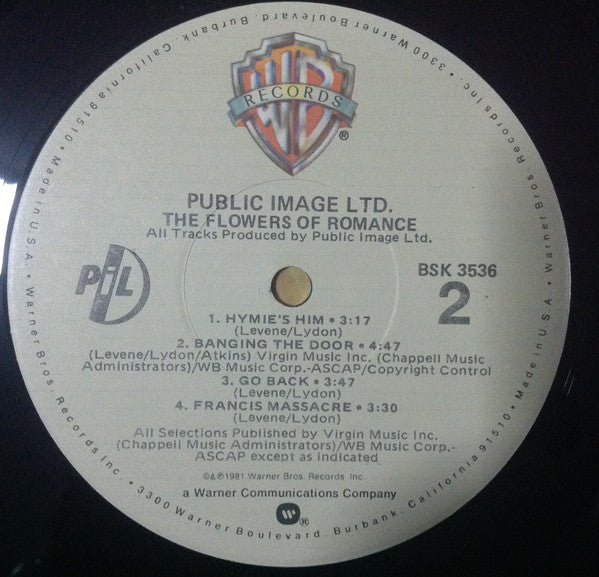 WB
RECORDS
®
PUBLIC IMAGE LTD.
THE FLOWERS OF ROMANCE
All Tracks Produced by Public Image Ltd.
PiL
BSK 3536
2
1. HYMIE'S HIM • 3:17
(Levene/Lydon)
2. BANGING THE DOOR • 4:47
(Levene/Lydon/Atkins) Virgin Music Inc. (Chappell Music
Administrators)/WB Music Corp.-ASCAP/Copyright Control
3. GO BACK • 3:47
(Levene/Lydon)
4. FRANCIS MASSACRE • 3:30
(Levene/Lydon)
All Selections Published by Virgin Music Inc.
(Chappell Music Administrators)/WB Music Corp.-
ASCAP except as indicated
©&℗1981 Warner Bros. Records Inc.
a Warner Communications Company
®
Warner Bros. Records Inc. • 3300 Warner Boulevard, Burbank, California 91510 • Made in U.S.A. • Warner Bros Records Inc. • 3300 Warner Boulevard, Burbank, California 91510 • Made in U.S.A. •